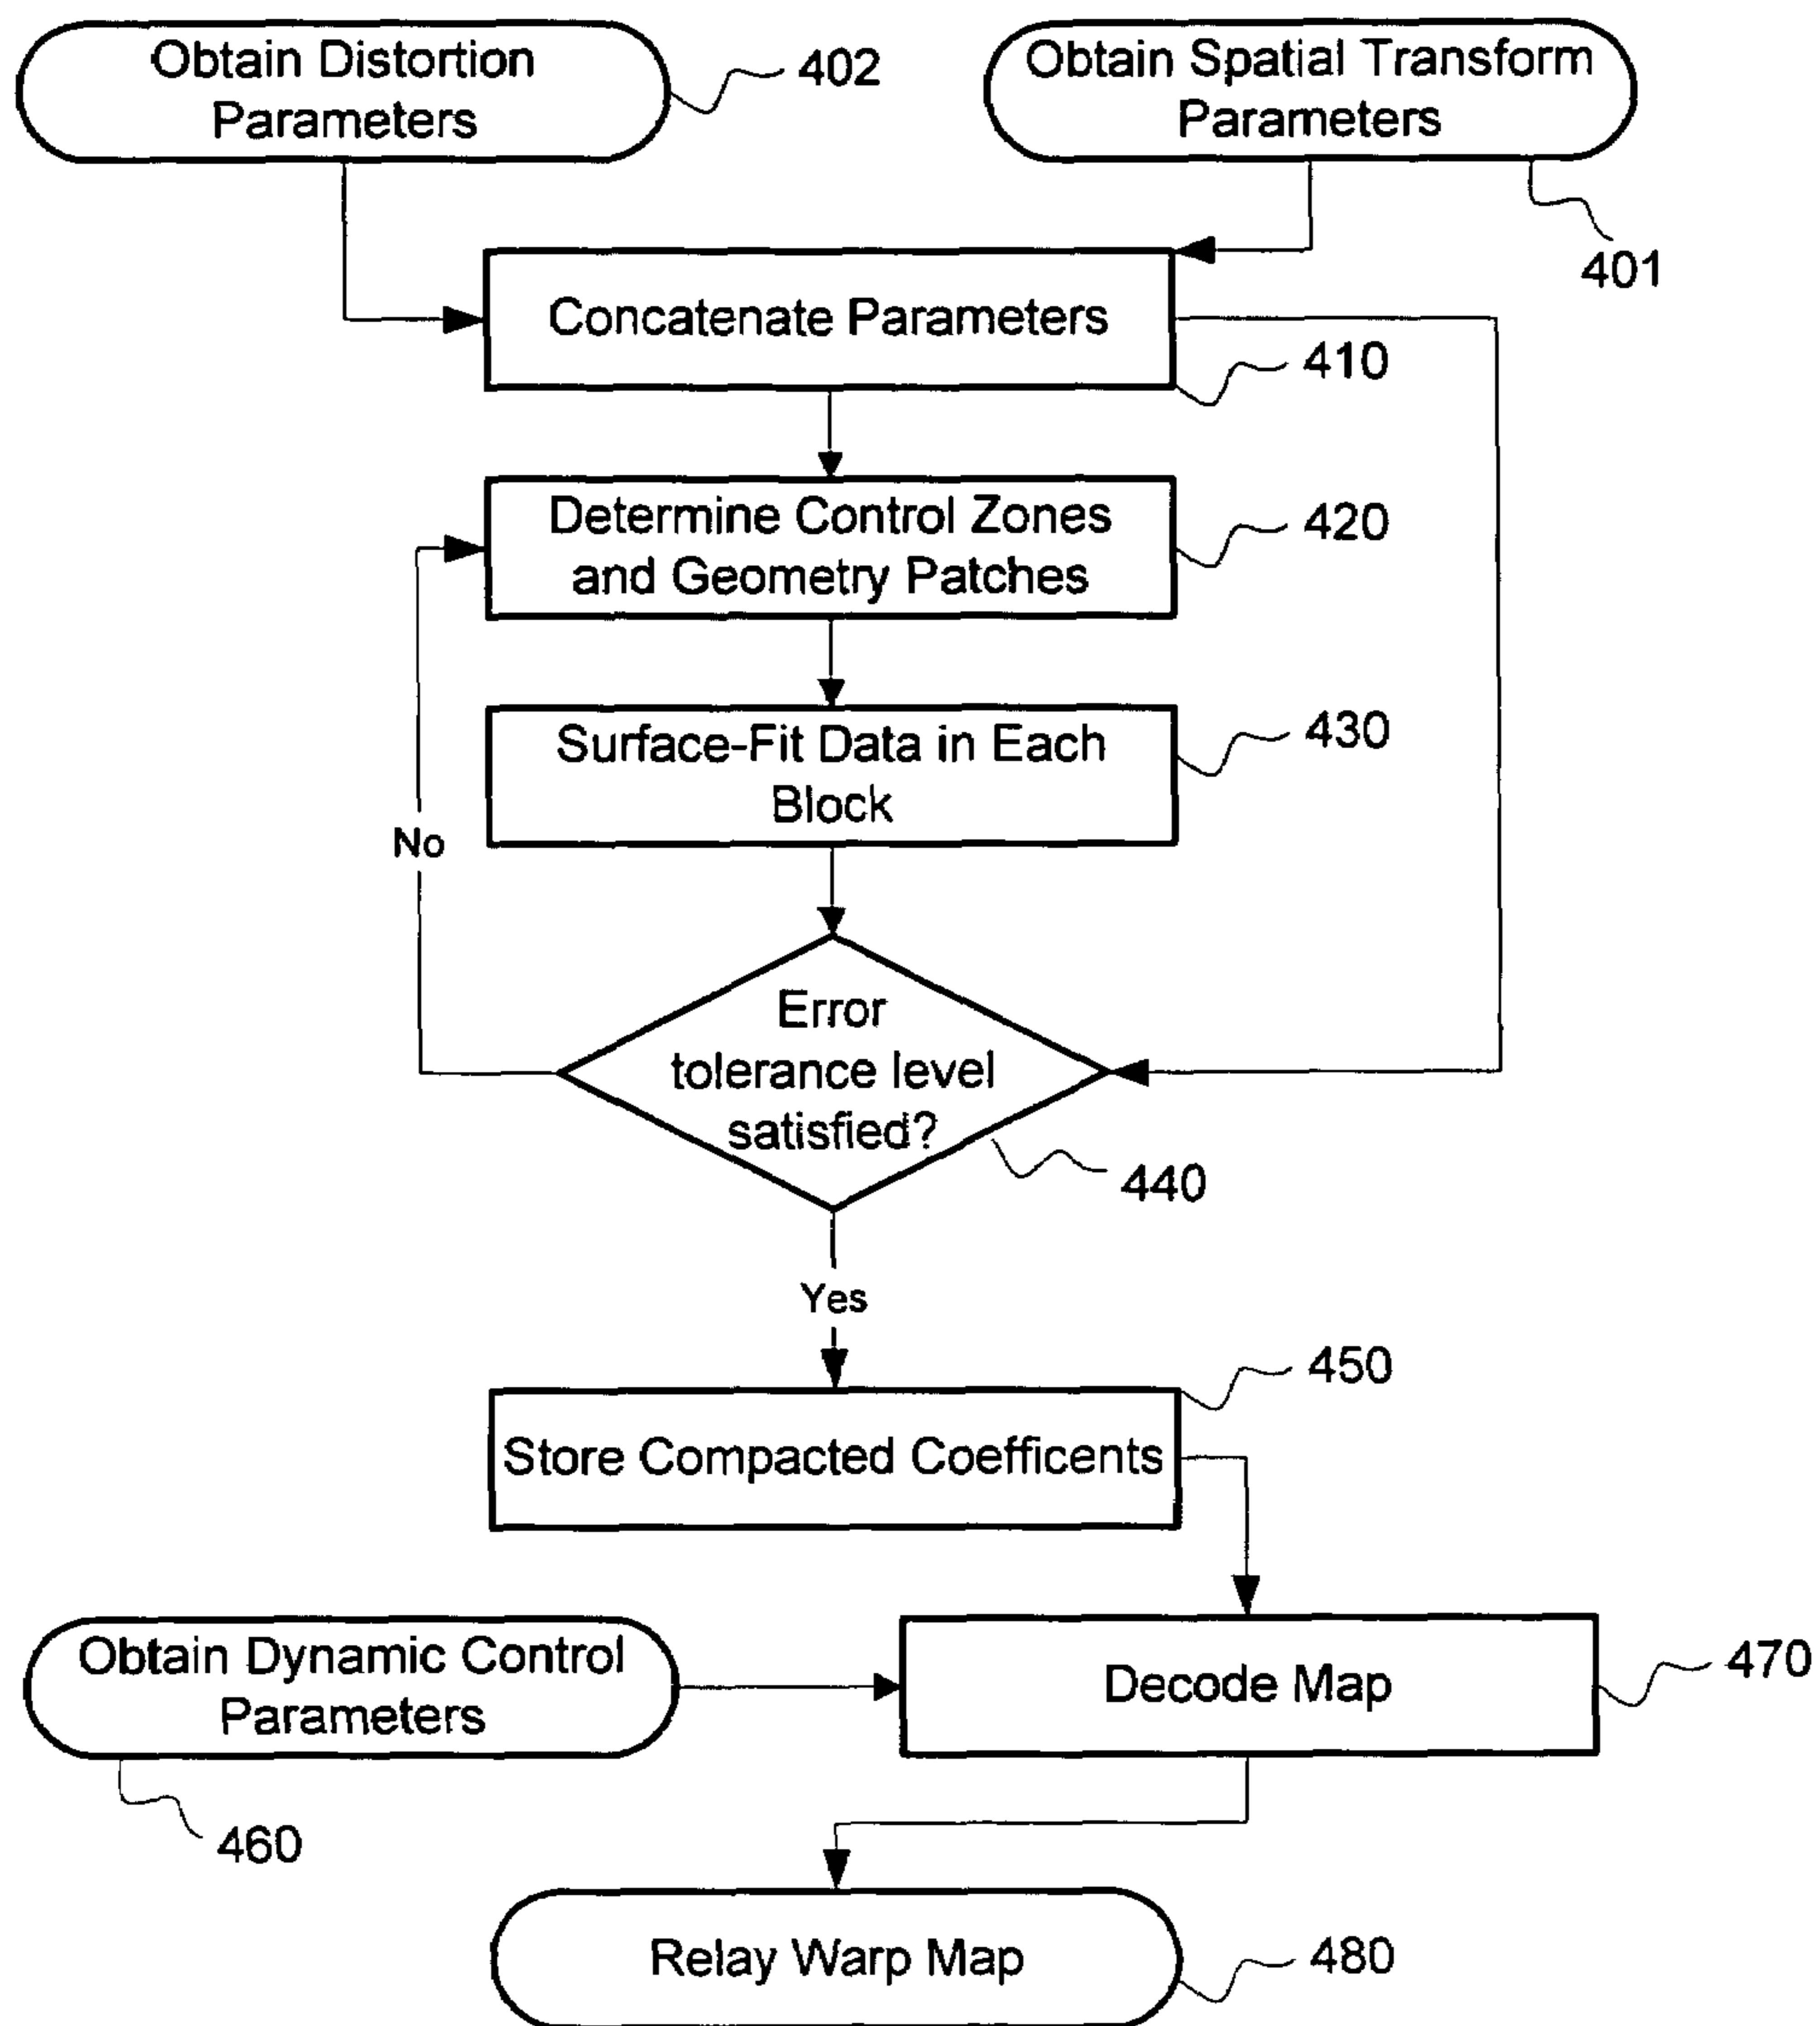 Obtain Distortion
Parameters
402
Obtain Spatial Transform
Parameters
401
Concatenate Parameters
410
Determine Control Zones
and Geometry Patches
420
Surface-Fit Data in Each
Block
430
No
Error
tolerance level
satisfied?
440
Yes
450
Store Compacted Coefficents
Obtain Dynamic Control
Parameters
460
Decode Map
470
Relay Warp Map
480